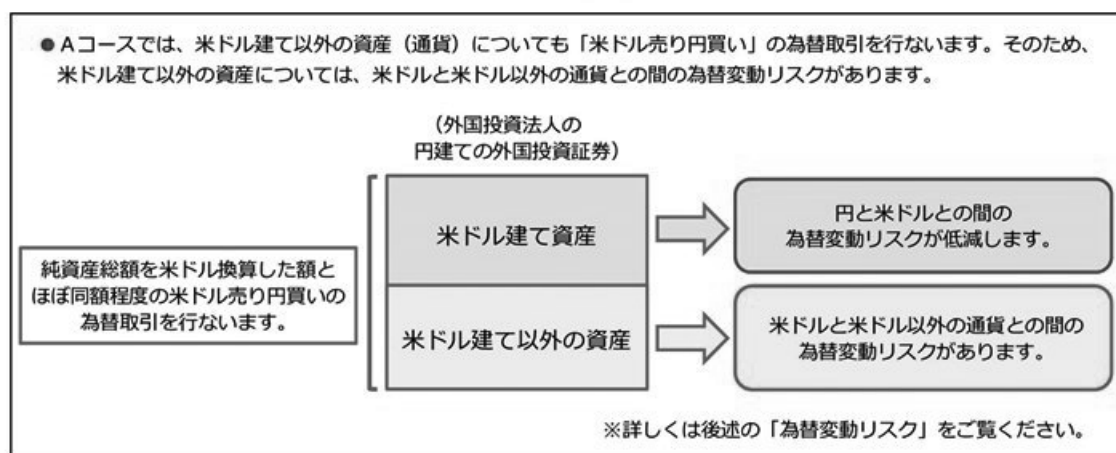 ● Aコースでは、米ドル建て以外の資産（通貨）についても「米ドル売り円買い」の為替取引を行ないます。そのため、
米ドル建て以外の資産については、米ドルと米ドル以外の通貨との間の為替変動リスクがあります。
（外国投資法人の
円建ての外国投資証券）
純資産総額を米ドル換算した額と
ほぼ同額程度の米ドル売り円買いの
為替取引を行ないます。
米ドル建て資産
円と米ドルとの間の
為替変動リスクが低減します。
米ドル建て以外の資産
米ドルと米ドル以外の通貨との間の
為替変動リスクがあります。
※詳しくは後述の「為替変動リスク」をご覧ください。